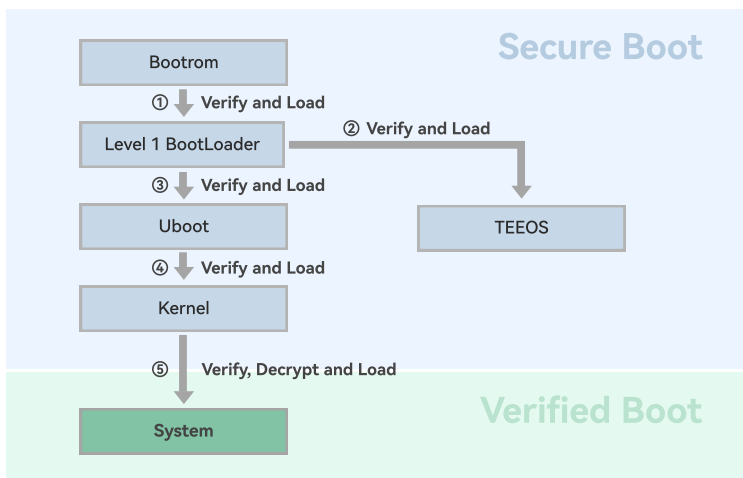 Secure Boot
Bootrom
① Verify and Load
Level 1 BootLoader
② Verify and Load
③ Verify and Load
Uboot
TEEOS
④ Verify and Load
Kernel
⑤ Verify, Decrypt and Load
Verified Boot
System